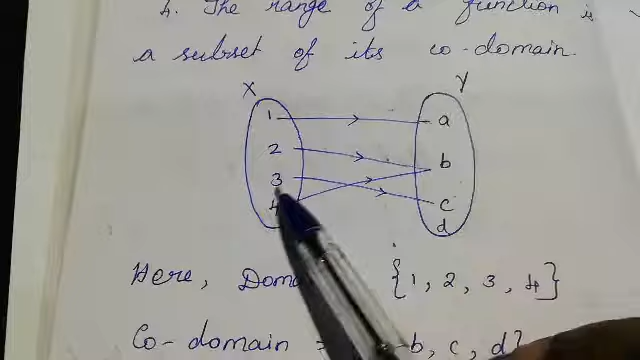 4. The range of a function is
a subset of its co-domain.
X Y
1 a
2 b
3 c
4 d
Here, {1, 2, 3, 4}
Co-domain = b, c, d}